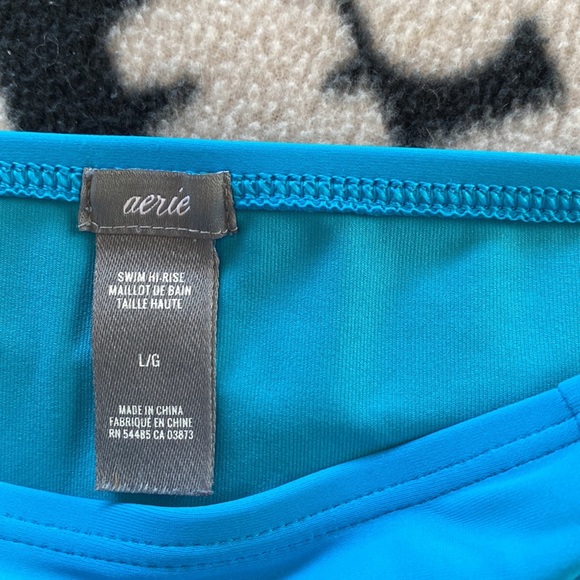 aerie
SWIM HI-RISE
MAILLOT DE BAIN
TAILLE HAUTE
L/G
MADE IN CHINA
FABRIQUÉ EN CHINE
RN 54485 CA 03873